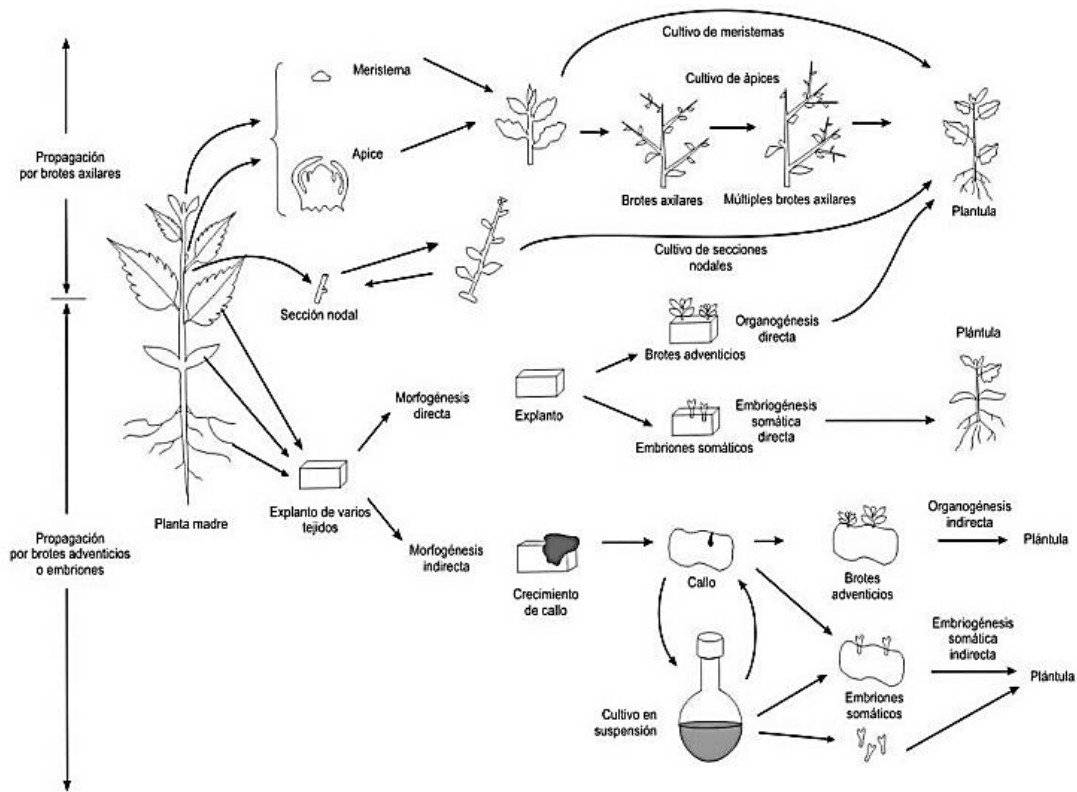 Cultivo de meristemas
Meristema
Cultivo de àpices
Apice
Propagación
por brotes axilares
Brotes axilares
Múltiples brotes axilares
Plantula
Cultivo de secciones
nodales
Sección nodal
Organogénesis
directa
Brotes adventicios
Plántula
Morfogénesis
directa
Explanto
Embriogénesis
somática
directa
Embriones somáticos
Planta madre
Explanto de varios
tejidos
Propagación
por brotes adventicios
o embriones
Morfogénesis
indirecta
Crecimiento
de callo
Callo
Brotes
adventicios
Organogénesis
indirecta
Plántula
Embriogénesis
somática
indirecta
Plántula
Embriones
somáticos
Cultivo en
suspensión